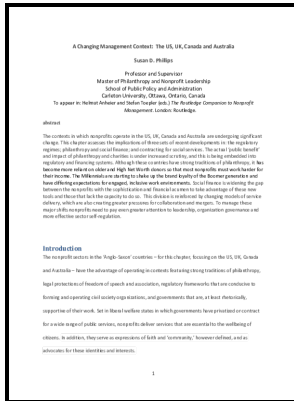 A Changing Management Context: The US, UK, Canada and Australia
Susan D. Phillips
Professor and Supervisor
Master of Philanthropy and Nonprofit Leadership
School of Public Policy and Administration
Carleton University, Ottawa, Ontario, Canada
To appear in: Helmut Anheier and Stefan Toepler (eds.) The Routledge Companion to Nonprofit
Management. London: Routledge.
abstract
The contexts in which nonprofits operate in the US, UK, Canada and Australia are undergoing significant
change. This chapter assesses the implications of three sets of recent developments in: the regulatory
regimes; philanthropy and social finance; and contracting for social services. The actual 'public benefit'
and impact of philanthropy and charities is under increased scrutiny, and this is being embedded into
regulatory and financing systems. Although these countries have strong traditions of philanthropy, it has
become more reliant on older and High Net Worth donors so that most nonprofits must work harder for
their income. The Millennials are starting to shake up the brand loyalty of the Boomer generation and
have differing expectations for engaged, inclusive work environments. Social finance is widening the gap
between the nonprofits with the sophistication and financial acumen to take advantage of these new
tools and those that lack the capacity to do so. This division is reinforced by changing models of service
delivery, which are also creating greater pressures for collaboration and mergers. To manage these
major shifts nonprofits need to pay even greater attention to leadership, organization governance and
more effective sector self-regulation.
Introduction
The nonprofit sectors in the 'Anglo-Saxon' countries – for this chapter, focusing on the US, UK, Canada
and Australia – have the advantage of operating in contexts featuring strong traditions of philanthropy,
legal protections of freedom of speech and association, regulatory frameworks that are conducive to
forming and operating civil society organizations, and governments that are, at least rhetorically,
supportive of their work. Set in liberal welfare states in which governments have privatized or contract
for a wide range of public services, nonprofits deliver services that are essential to the wellbeing of
citizens. In addition, they serve as expressions of faith and 'community,' however defined, and as
advocates for these identities and interests.
1